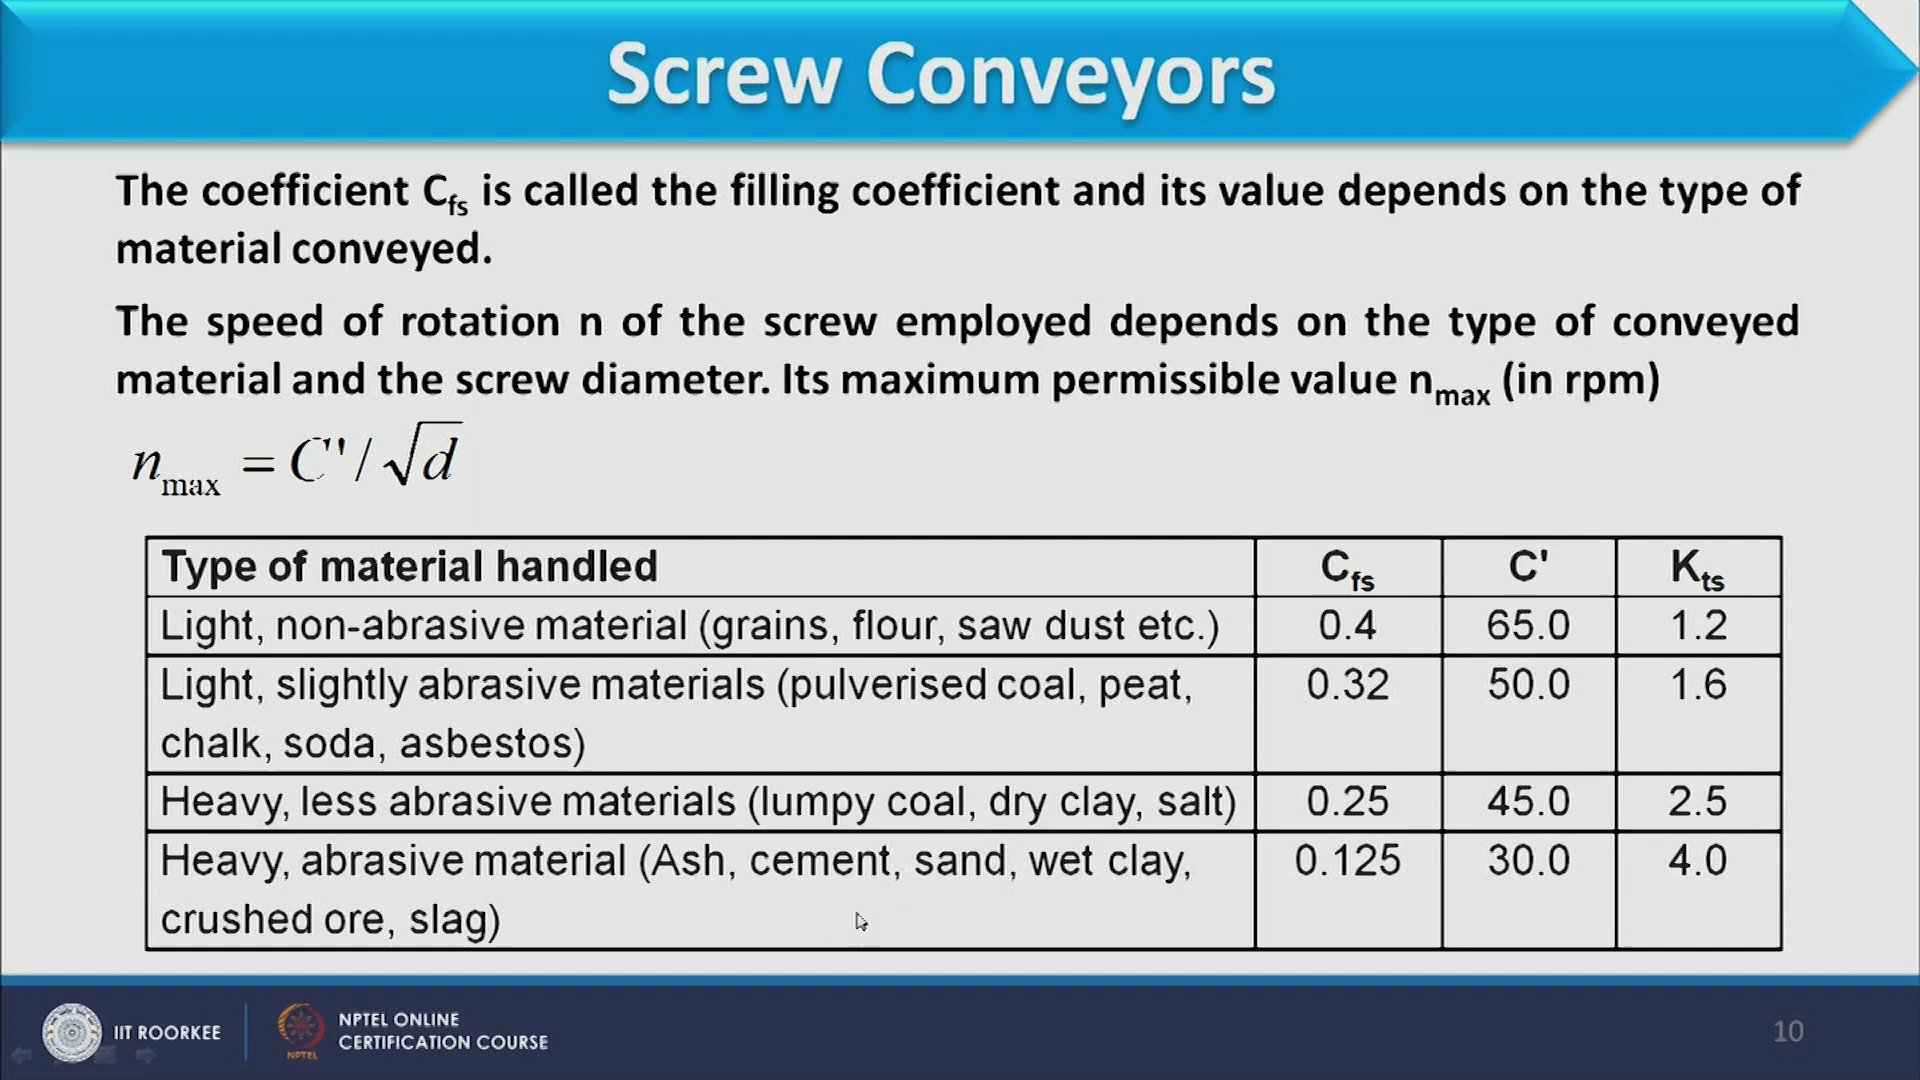 Screw Conveyors
The coefficient Cfs is called the filling coefficient and its value depends on the type of
material conveyed.
The speed of rotation n of the screw employed depends on the type of conveyed
material and the screw diameter. Its maximum permissible value nmax (in rpm)
nmax = C'' / √d
Type of material handled Cfs C' Kts
Light, non-abrasive material (grains, flour, saw dust etc.) 0.4 65.0 1.2
Light, slightly abrasive materials (pulverised coal, peat, 0.32 50.0 1.6
chalk, soda, asbestos)
Heavy, less abrasive materials (lumpy coal, dry clay, salt) 0.25 45.0 2.5
Heavy, abrasive material (Ash, cement, sand, wet clay, 0.125 30.0 4.0
crushed ore, slag)
IIT ROORKEE
NPTEL
NPTEL ONLINE
CERTIFICATION COURSE
10